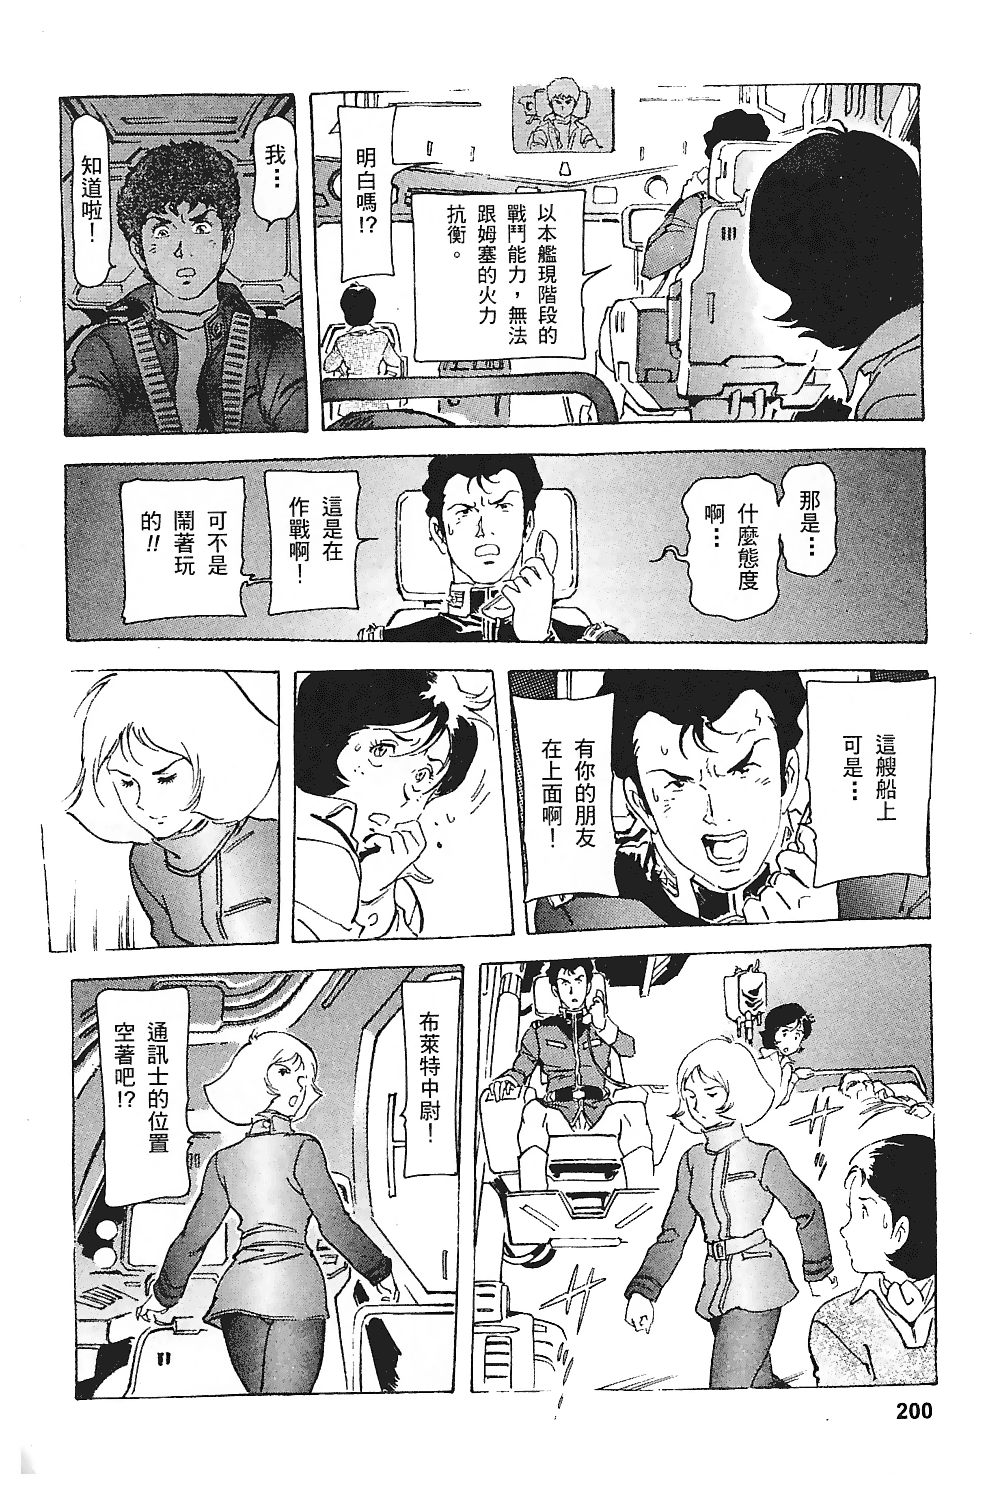 以本艦現階段的
戰鬥能力，無法
跟姆塞的火力
抗衡。
明白嗎!?
我…
知道啦！
那是…
什麼態度
啊…
這是在
作戰啊！
可不是
鬧著玩
的!!
這艘船上
可是…
有你的朋友
在上面啊！
布萊特中尉！
通訊士的位置
空著吧!?
200